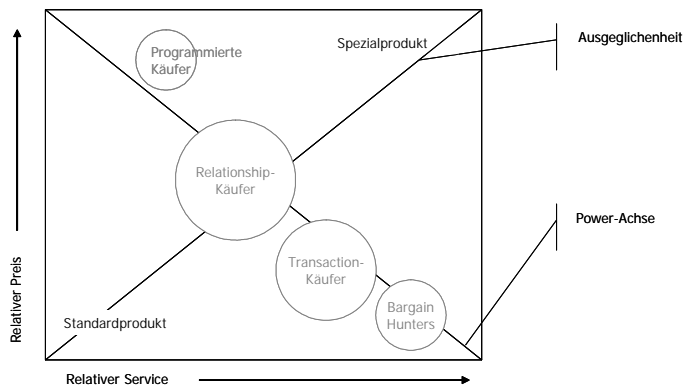 Programmierte
Käufer
Spezialprodukt
Ausgeglichenheit
Relationship-
Käufer
Power-Achse
Transaction-
Käufer
Bargain
Hunters
Standardprodukt
Relativer Preis
Relativer Service